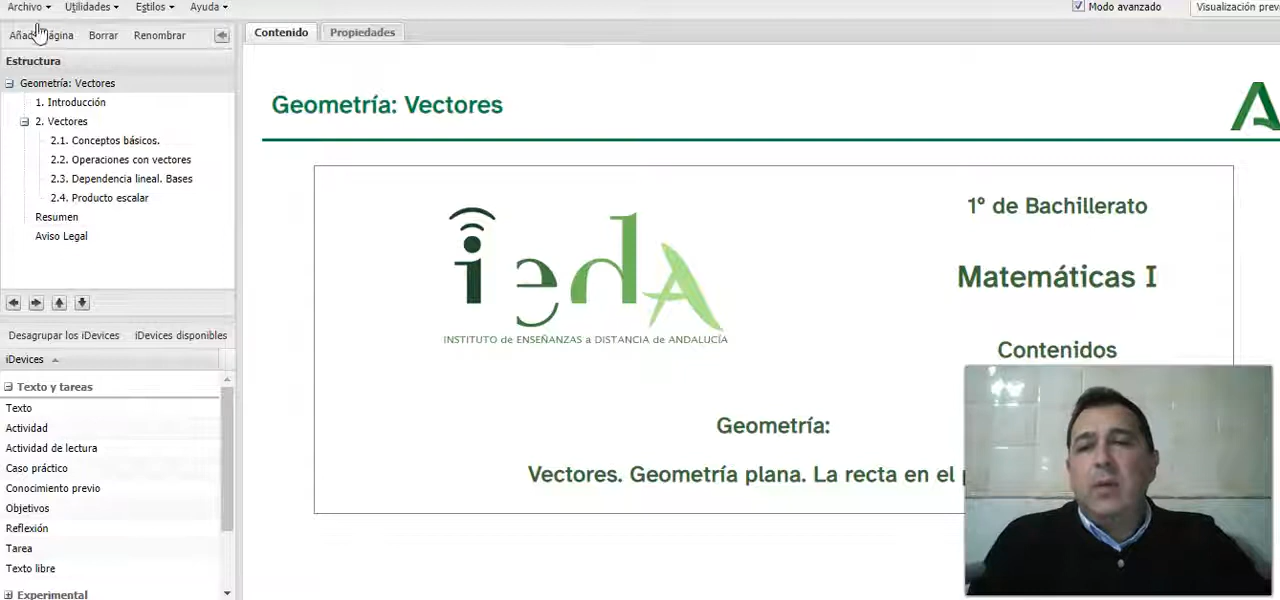 Archivo Utilidades Estilos Ayuda Modo avanzado
Borrar Renombrar Contenido Propiedades
Estructura
Geometría: Vectores
1. Introducción
2. Vectores
2.1. Conceptos básicos.
2.2. Operaciones con vectores
2.3. Dependencia lineal. Bases
2.4. Producto escalar
Resumen
Aviso Legal
Desagrupar los iDevices iDevices disponibles
iDevices
Texto y tareas
Texto
Actividad
Actividad de lectura
Caso práctico
Conocimiento previo
Objetivos
Reflexión
Tarea
Texto libre
Experimental
Geometría: Vectores
ieda
INSTITUTO de ENSEÑANZAS a DISTANCIA de ANDALUCÍA
1º de Bachillerato
Matemáticas I
Contenidos
Geometría:
Vectores. Geometría plana. La recta en el